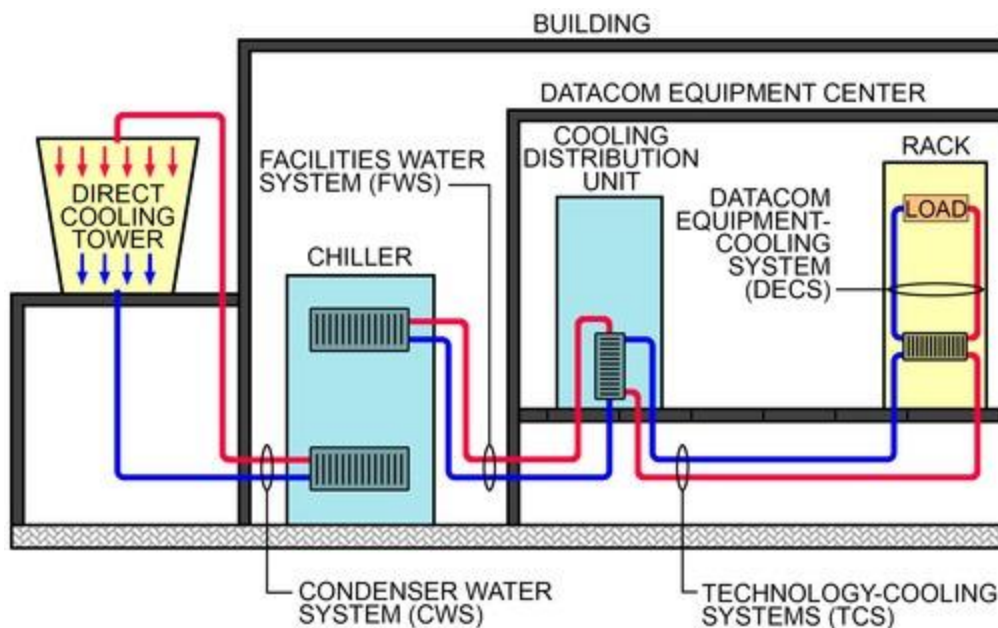 BUILDING
DATACOM EQUIPMENT CENTER
COOLING
DISTRIBUTION
UNIT
RACK
FACILITIES WATER
SYSTEM (FWS)
DATACOM
EQUIPMENT-
COOLING
SYSTEM
(DECS)
LOAD
DIRECT
COOLING
TOWER
CHILLER
CONDENSER WATER
SYSTEM (CWS)
TECHNOLOGY-COOLING
SYSTEMS (TCS)